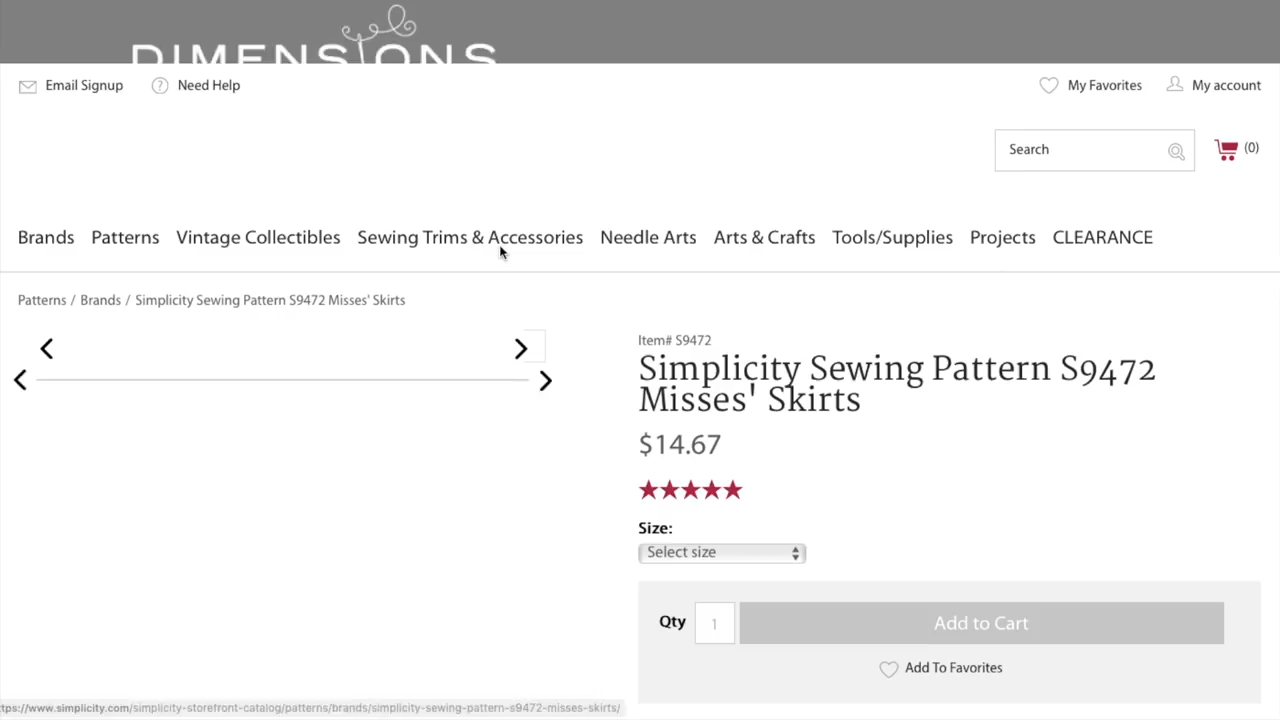 DIMENSIONS
Email Signup
Need Help
My Favorites
My account
Search
(0)
Brands Patterns Vintage Collectibles Sewing Trims & Accessories Needle Arts Arts & Crafts Tools/Supplies Projects CLEARANCE
Patterns / Brands / Simplicity Sewing Pattern S9472 Misses' Skirts
Item# S9472
Simplicity Sewing Pattern S9472
Misses' Skirts
$14.67
Size:
Select size
Qty 1 Add to Cart
Add To Favorites
tps://www.simplicity.com/simplicity-storefront-catalog/patterns/brands/simplicity-sewing-pattern-s9472-misses-skirts/